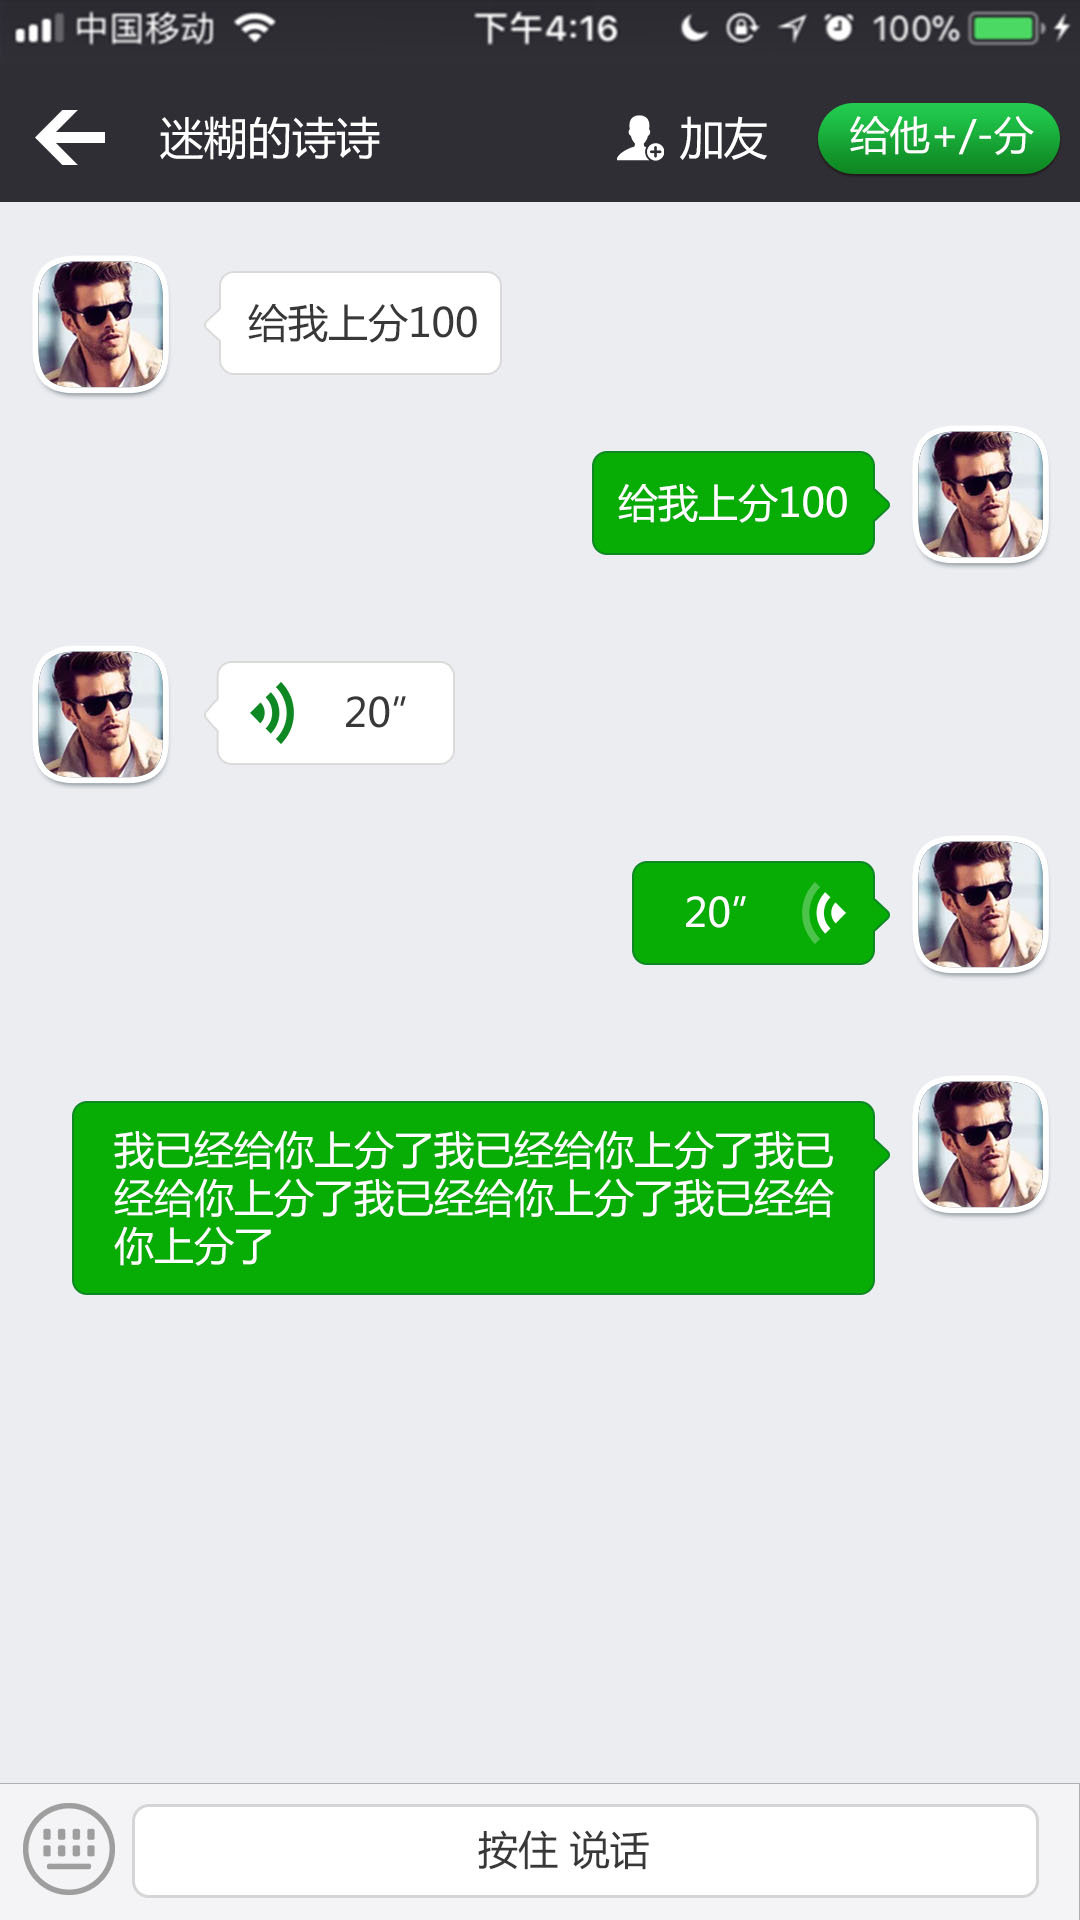 中国移动 下午4:16 100%
迷糊的诗诗 加友 给他+/-分
给我上分100
给我上分100
20″
20″
我已经给你上分了我已经给你上分了我已
经给你上分了我已经给你上分了我已经给
你上分了
按住 说话